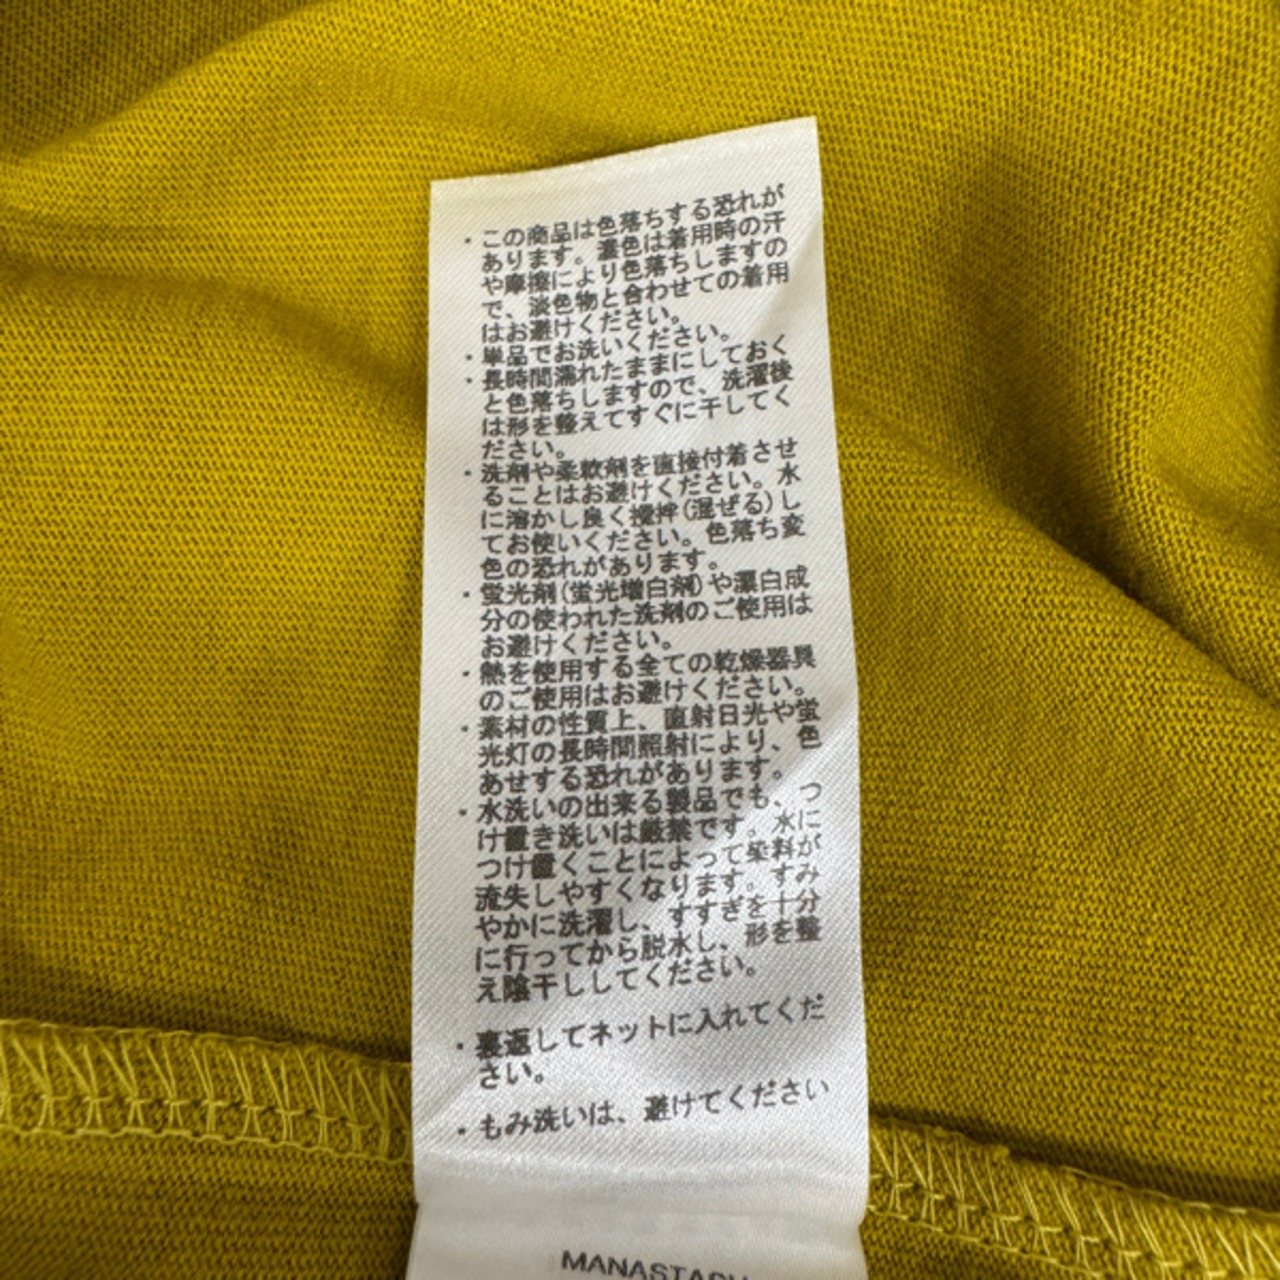 ・この商品は色落ちする恐れが
あります。濃色は着用時の汗
や摩擦により色落ちしますの
で、淡色物と合わせての着用
はお避けください。
・単品でお洗いください。
・長時間濡れたままにしておく
と色落ちしますので、洗濯後
は形を整えてすぐに干してく
ださい。
・洗剤や柔軟剤を直接付着させ
ることはお避けください。水
に溶かし良く攪拌(混ぜる)し
てお使いください。色落ち変
色の恐れがあります。
・蛍光剤(蛍光増白剤)や漂白成
分の使われた洗剤のご使用は
お避けください。
・熱を使用する全ての乾燥器具
のご使用はお避けください。
・素材の性質上、直射日光や蛍
光灯の長時間照射により、色
あせする恐れがあります。
・水洗いの出来る製品でも、つ
け置き洗いは厳禁です。水に
つけ置くことによって染料が
流失しやすくなります。すみ
やかに洗濯し、すすぎを十分
に行ってから脱水し、形を整
え陰干ししてください。
・裏返してネットに入れてくだ
さい。
・もみ洗いは、避けてください
MANASTASH